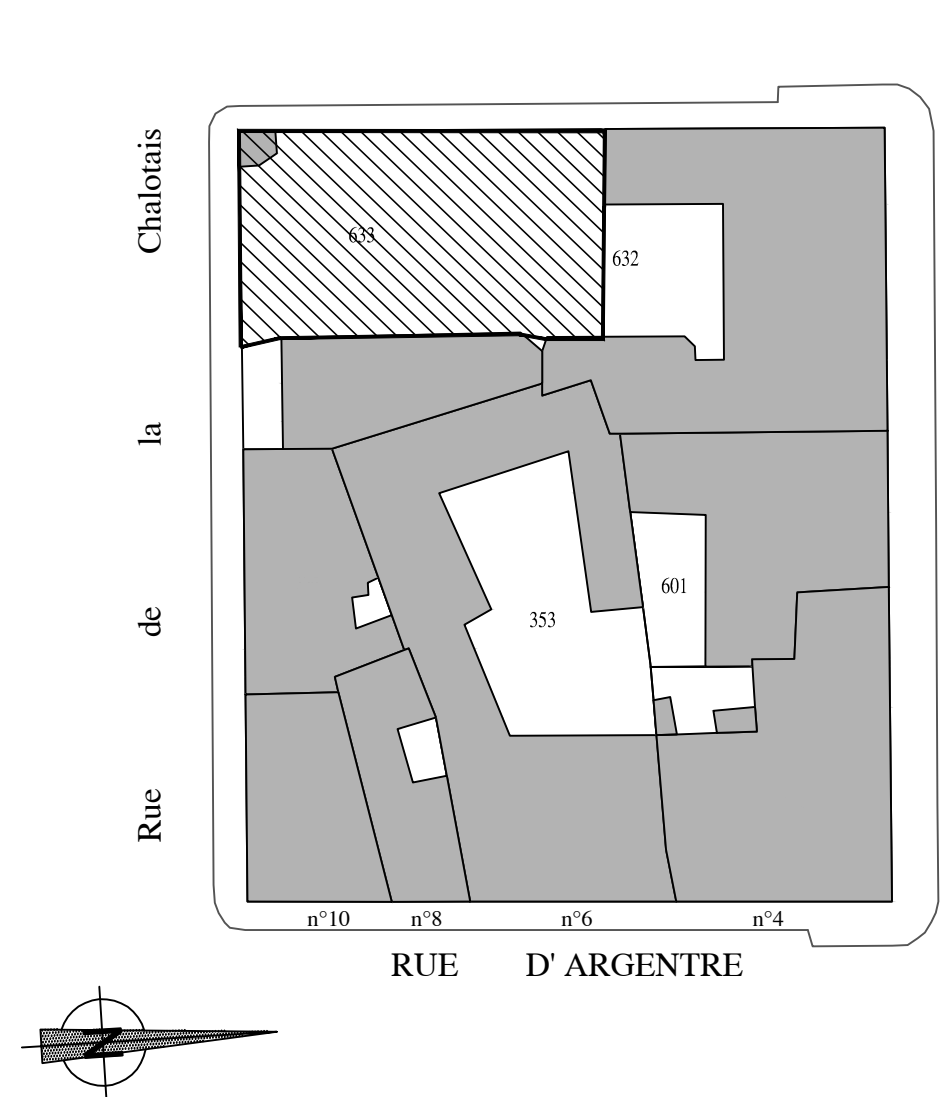 Rue de la Chalotais
633
632
353
601
n°10 n°8 n°6 n°4
RUE D' ARGENTRE
N